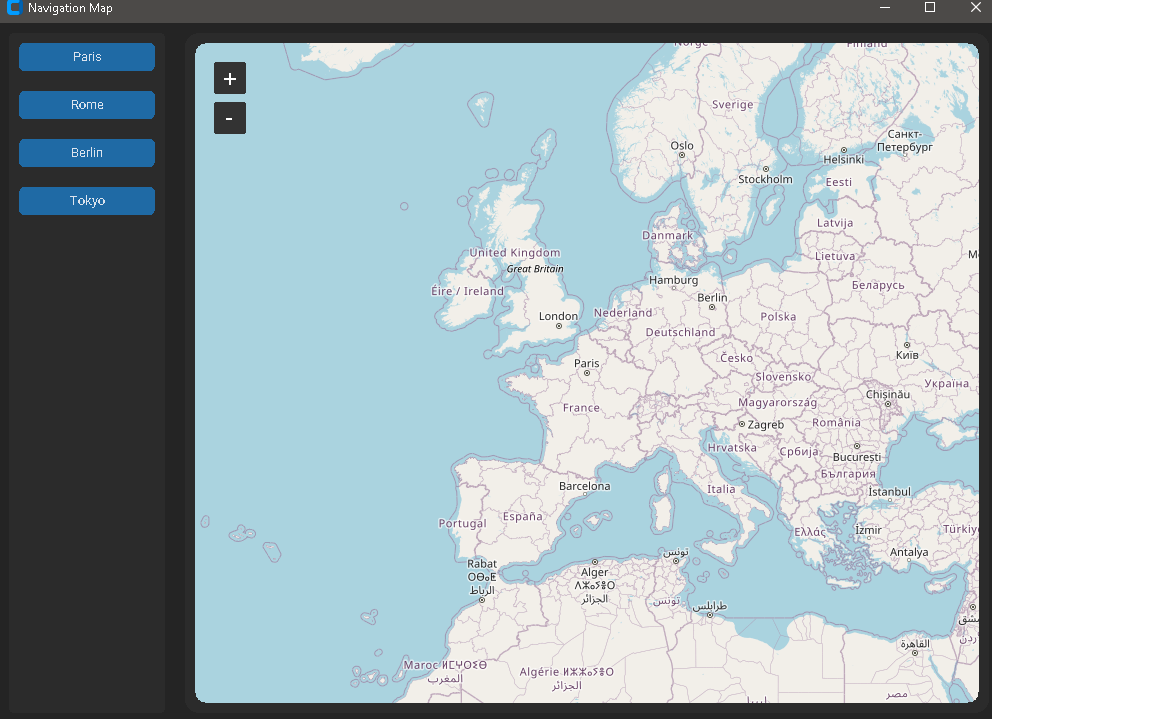 Navigation Map
Paris
Rome
Berlin
Tokyo
+
-
Norge
Finland
Sverige
Санкт-
Петербург
Oslo
Helsinki
Stockholm
Eesti
Latvija
Danmark
Lietuva
United Kingdom
Great Britain
Hamburg
Беларусь
Éire / Ireland
Berlin
London
Nederland
Polska
Deutschland
Київ
Česko
Paris
Slovensko
Україна
Chișinău
France
Magyarország
România
Zagreb
Hrvatska
Србија
București
България
Barcelona
Italia
İstanbul
Portugal
España
Ελλάς
İzmir
Türkiye
Antalya
تونس
Rabat
ⵔⴱⴰⵟ
الرباط
Alger
ⴷⵣⴰⵢⴻⵔ
الجزائر
تونس
طرابلس
القاهرة
Maroc ⵍⵎⵖⵔⵉⴱ
المغرب
Algérie ⵍⵣⵣⴰⵢⴻⵔ
الجزائر
مصر